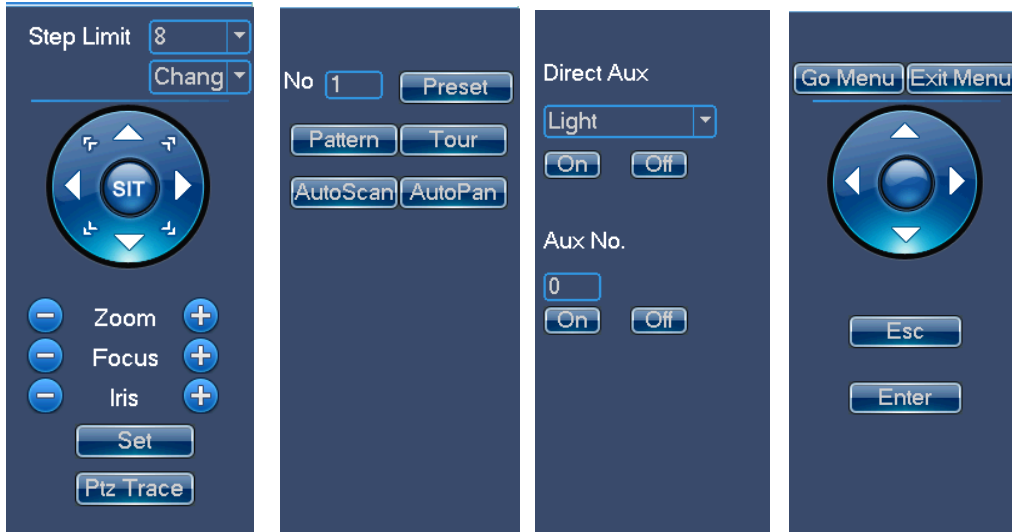 Step Limit 8
Chang
SIT
Zoom
Focus
Iris
Set
Ptz Trace
No 1 Preset
Pattern Tour
AutoScan AutoPan
Direct Aux
Light
On Off
Aux No.
0
On Off
Go Menu Exit Menu
Esc
Enter